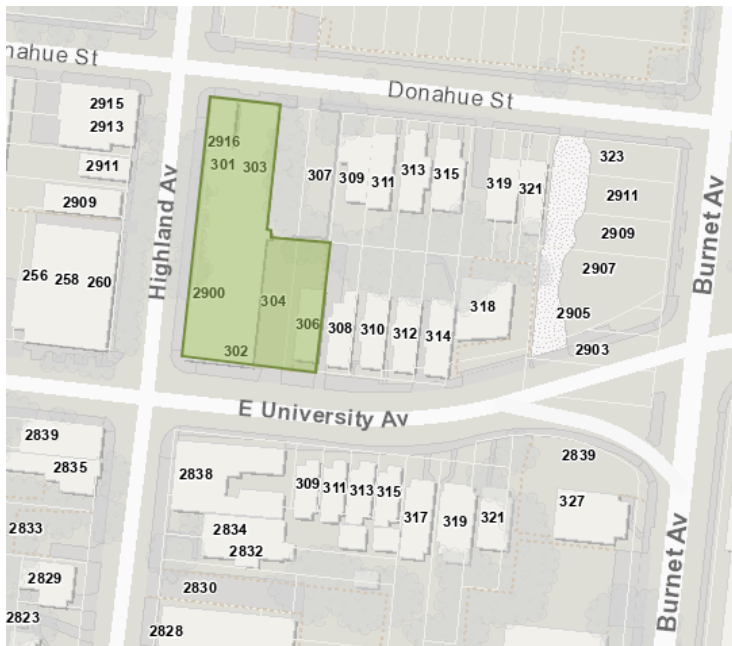 nahue St
Donahue St
2915
2913
2911
2909
256 258 260
Highland Av
2916
301 303
307 309 311 313 315
319 321
323
2911
2909
2907
2905
2903
Burnet Av
2900
304
306
302
308 310 312 314
318
E University Av
2839
2835
2833
2829
2823
2838
2834
2832
2830
2828
309 311 313 315
317 319 321
2839
327
Burnet Av